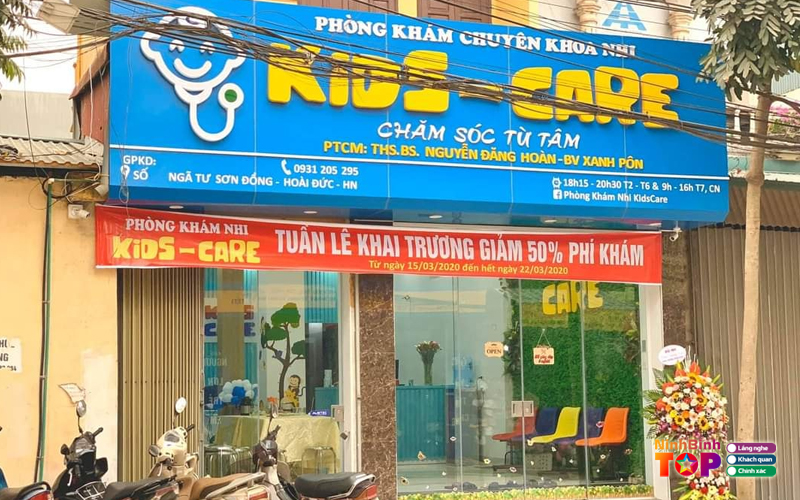 PHÒNG KHÁM CHUYÊN KHOA NHI
KiDS-CARE
CHĂM SÓC TỪ TÂM
PTCM: THS.BS. NGUYỄN ĐĂNG HOÀN-BV XANH PÔN
GPKD:
SỐ
NGÃ TƯ SƠN ĐỒNG - HOÀI ĐỨC - HN
0931 205 295
18h15 - 20h30 T2 - T6 & 9h - 16h T7, CN
Phòng Khám Nhi KidsCare
PHÒNG KHÁM NHI
KiDS-CARE
TUẦN LỄ KHAI TRƯƠNG GIẢM 50% PHÍ KHÁM
Từ ngày 15/03/2020 đến hết ngày 22/03/2020
CARE
OPEN
NinhBinh
TOP
Lắng nghe
Khách quan
Chính xác